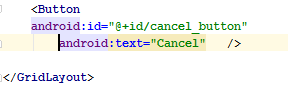 <Button
android:id="@+id/cancel_button"
android:text="Cancel" />
</GridLayout>